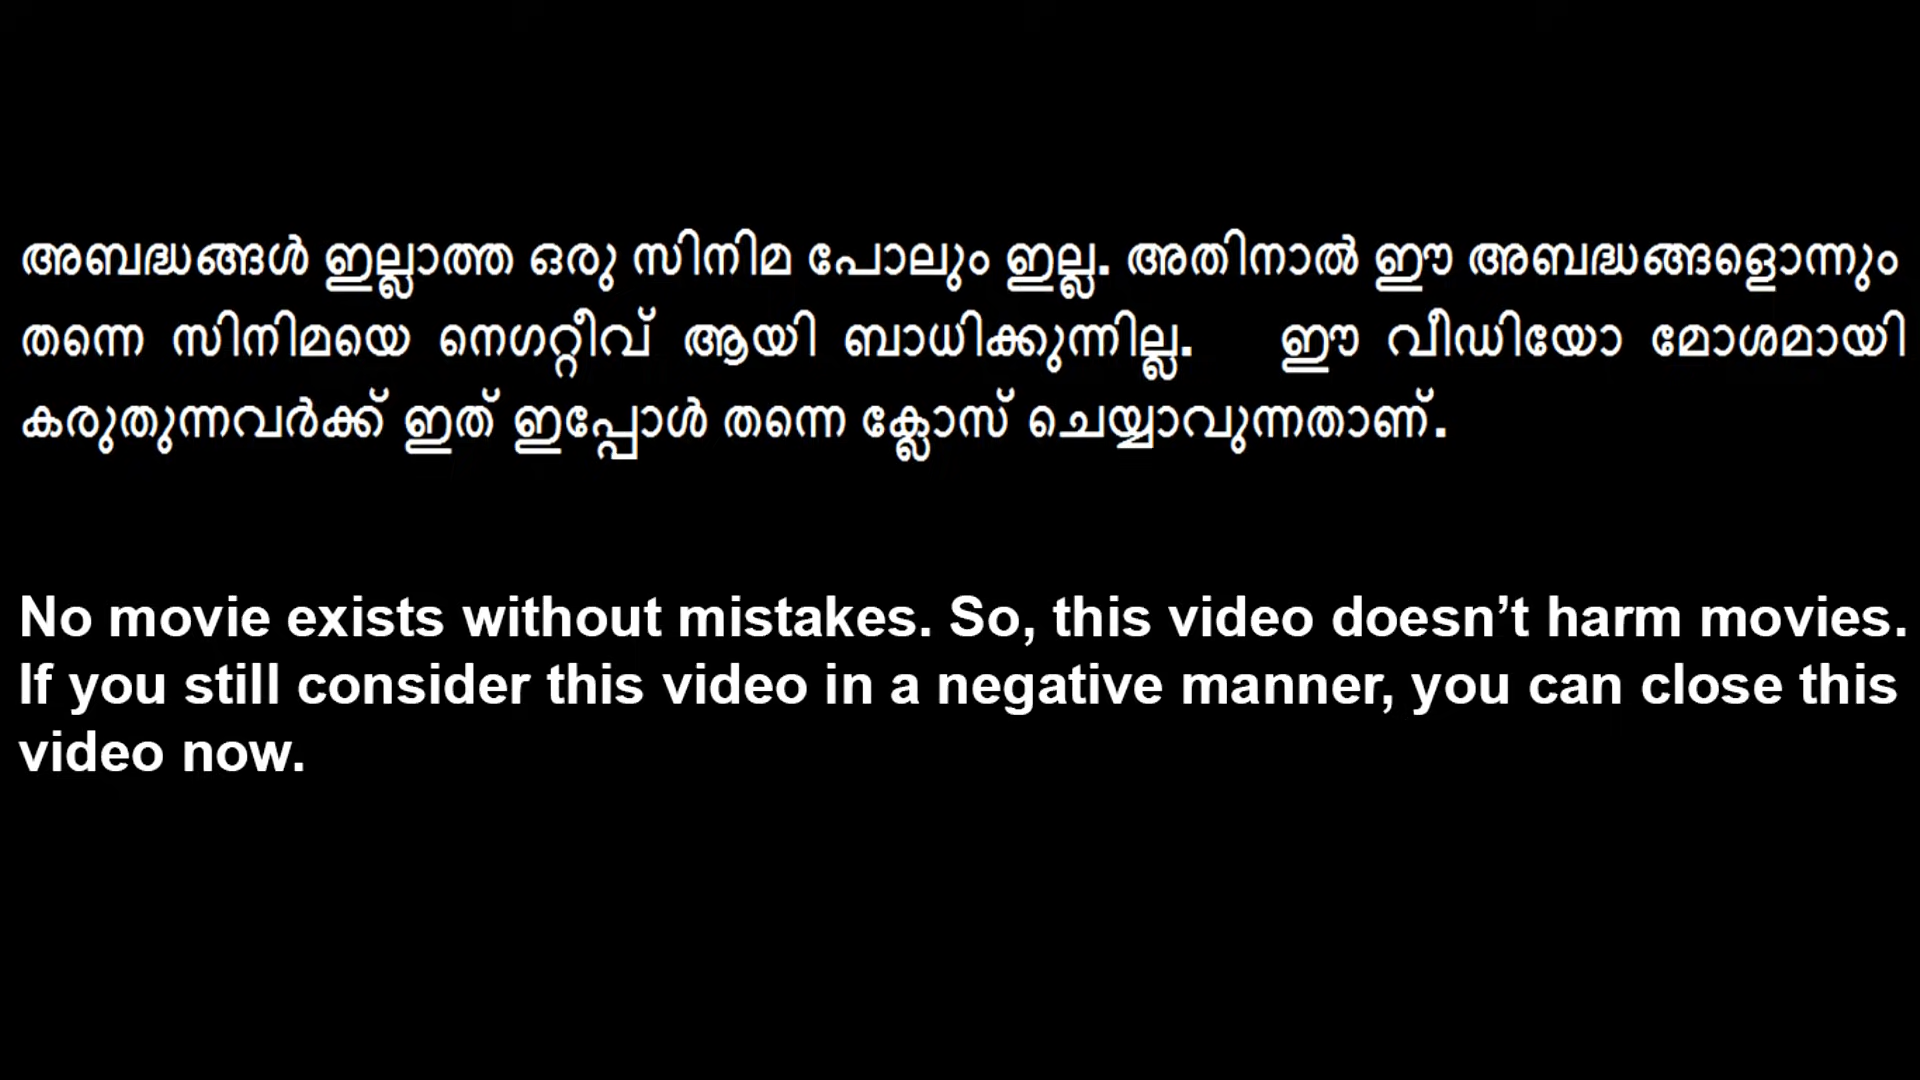 അബദ്ധങ്ങൾ ഇല്ലാത്ത ഒരു സിനിമ പോലും ഇല്ല. അതിനാൽ ഈ അബദ്ധങ്ങളൊന്നും
തന്നെ സിനിമയെ നെഗറ്റീവ് ആയി ബാധിക്കുന്നില്ല. ഈ വീഡിയോ മോശമായി
കരുതുന്നവർക്ക് ഇത് ഇപ്പോൾ തന്നെ ക്ലോസ് ചെയ്യാവുന്നതാണ്.
No movie exists without mistakes. So, this video doesn’t harm movies.
If you still consider this video in a negative manner, you can close this
video now.